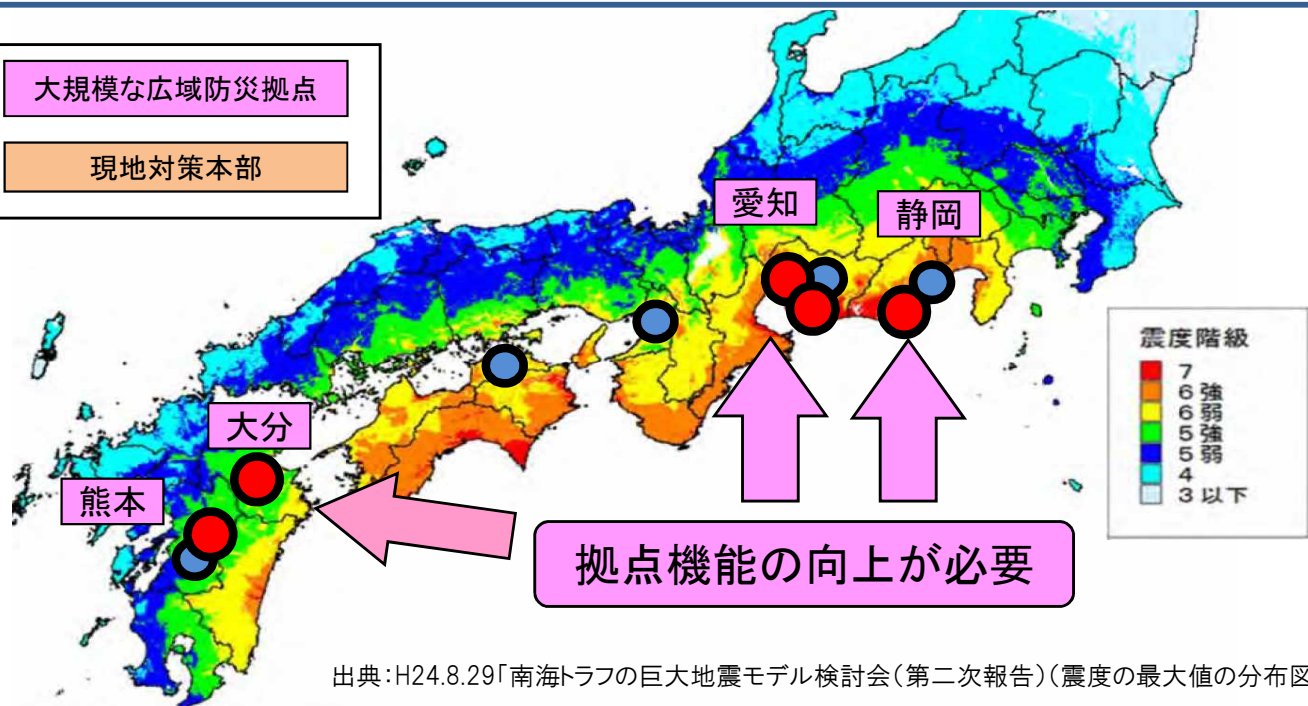 大規模な広域防災拠点
現地対策本部
愛知
静岡
大分
熊本
震度階級
7
6強
6弱
5強
5弱
4
3以下
拠点機能の向上が必要
出典：H24.8.29「南海トラフの巨大地震モデル検討会（第二次報告）（震度の最大値の分布図